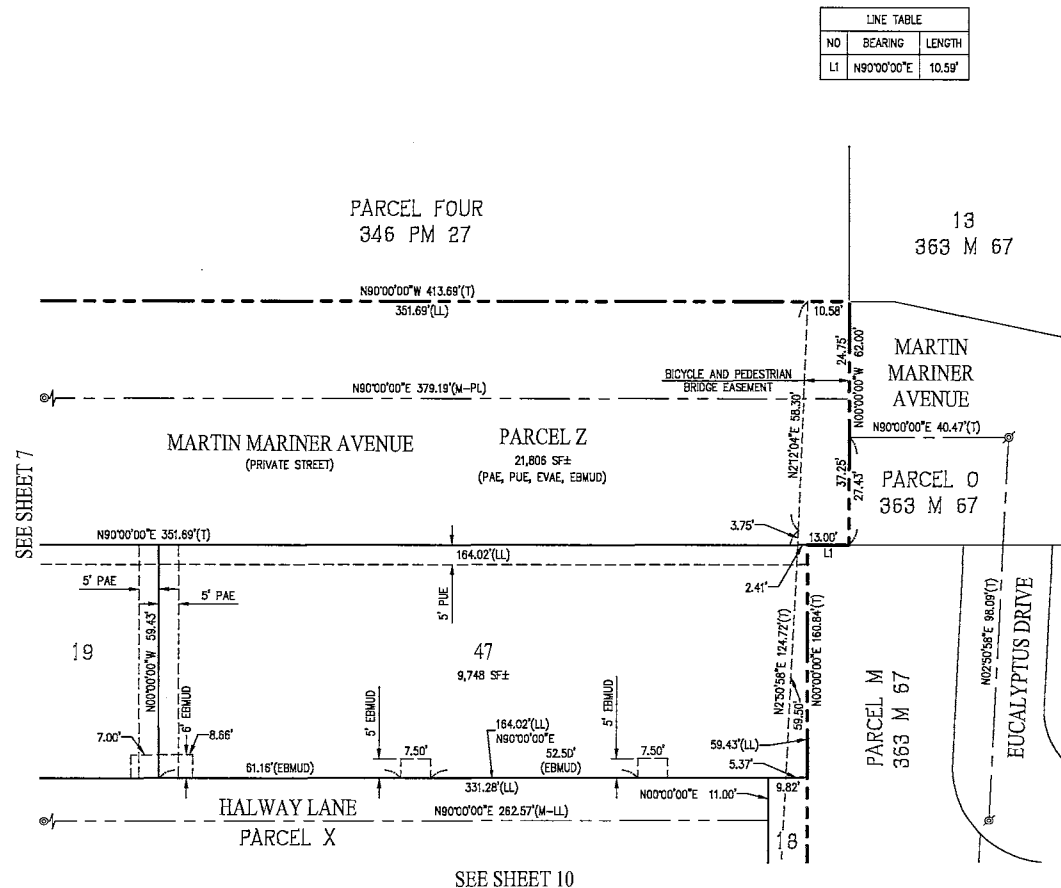 LINE TABLE
NO BEARING LENGTH
L1 N90°00'00"E 10.59'
PARCEL FOUR
346 PM 27
13
363 M 67
N90°00'00"W 413.69'(T)
351.69'(LL)
10.58'
24.75'
N00°00'00"W 62.00'
MARTIN
MARINER
AVENUE
BICYCLE AND PEDESTRIAN
BRIDGE EASEMENT
N90°00'00"E 379.19'(M-PL)
N2°12'04"E 58.30'
N90°00'00"E 40.47'(T)
MARTIN MARINER AVENUE
(PRIVATE STREET)
PARCEL Z
21,806 SF±
(PAE, PUE, EVAE, EBMUD)
37.25'
27.43'
PARCEL O
363 M 67
SEE SHEET 7
3.75'
N90°00'00"E 351.69'(T)
13.00'
L1
164.02'(LL)
2.41'
5' PAE
5' PAE
5' PUE
N00°00'00"W 59.43'
19
47
9,748 SF±
N2°50'58"E 124.72'(T)
59.50'
N00°00'00"E 160.84'(T)
PARCEL M
363 M 67
N02°50'58"E 98.09'(T)
EUCALYPTUS DRIVE
6' EBMUD
5' EBMUD
5' EBMUD
7.00'
8.66'
164.02'(LL)
N90°00'00"E
59.43'(LL)
7.50'
52.50'
(EBMUD)
7.50'
61.16'(EBMUD)
5.37'
331.28'(LL)
9.82'
N00°00'00"E 11.00'
HALWAY LANE
N90°00'00"E 262.57'(M-LL)
PARCEL X
18
SEE SHEET 10